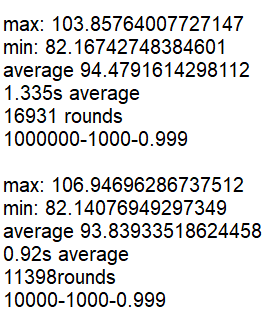 max: 103.85764007727147
min: 82.16742748384601
average 94.4791614298112
1.335s average
16931 rounds
1000000-1000-0.999
max: 106.94696286737512
min: 82.14076949297349
average 93.83933518624458
0.92s average
11398rounds
10000-1000-0.999